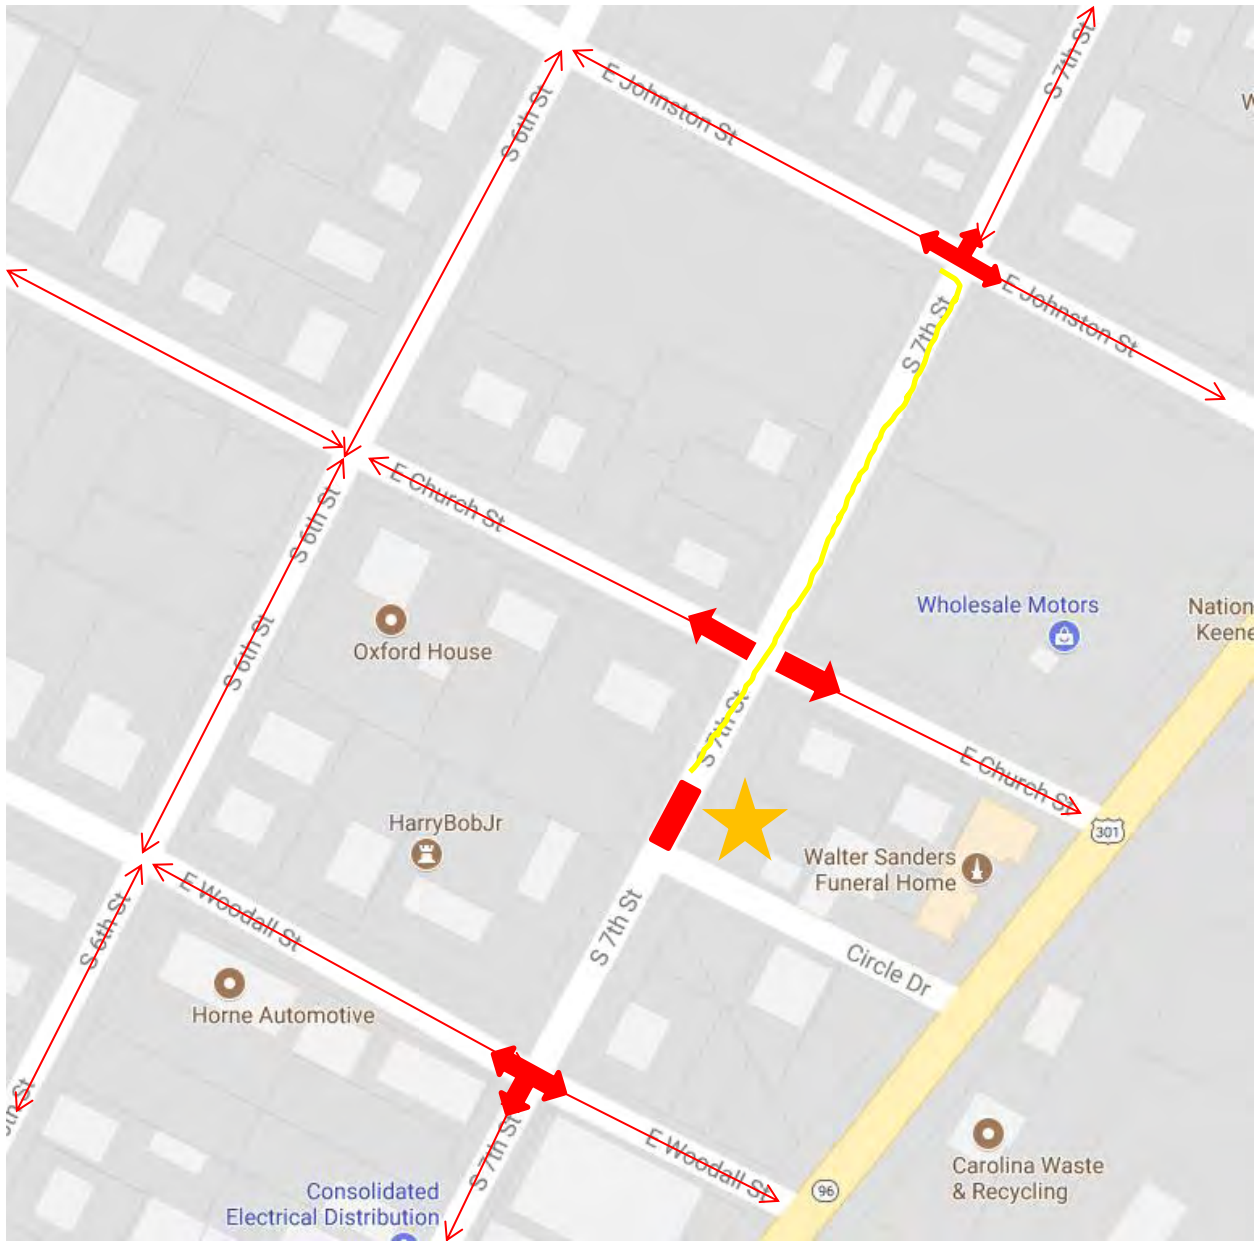 S 7th St
W
S 6th St
E Johnston St
E Johnston St
S 7th St
E Church St
S 6th St
Wholesale Motors
Nation
Keene
Oxford House
S 6th St
S 7th St
E Church St
301
HarryBobJr
Walter Sanders
Funeral Home
E Woodall St
S 6th St
S 7th St
Circle Dr
Horne Automotive
S 7th St
E Woodall St
Carolina Waste
& Recycling
96
Consolidated
Electrical Distribution